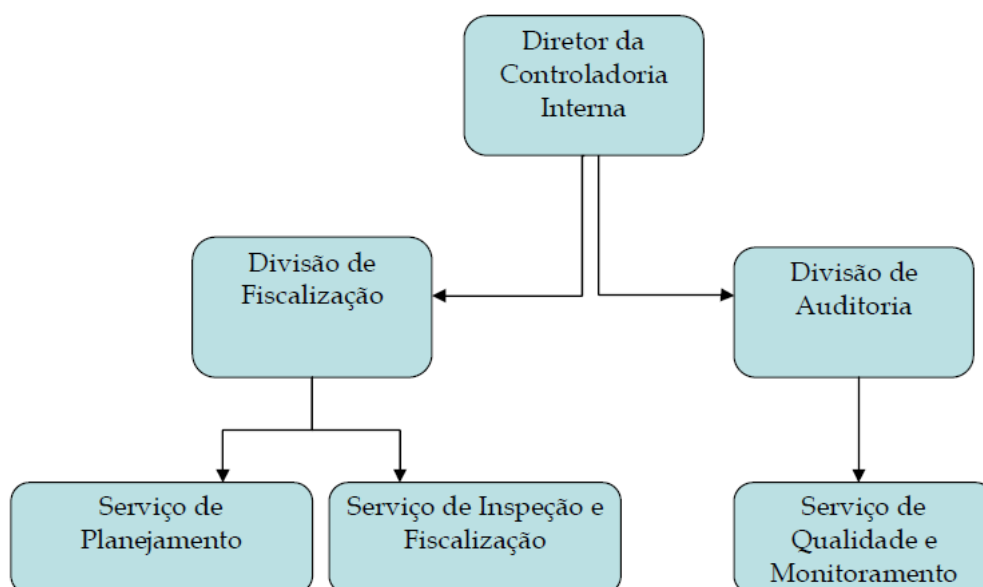 Diretor da
Controladoria
Interna
Divisão de
Fiscalização
Divisão de
Auditoria
Serviço de
Planejamento
Serviço de Inspeção e
Fiscalização
Serviço de
Qualidade e
Monitoramento